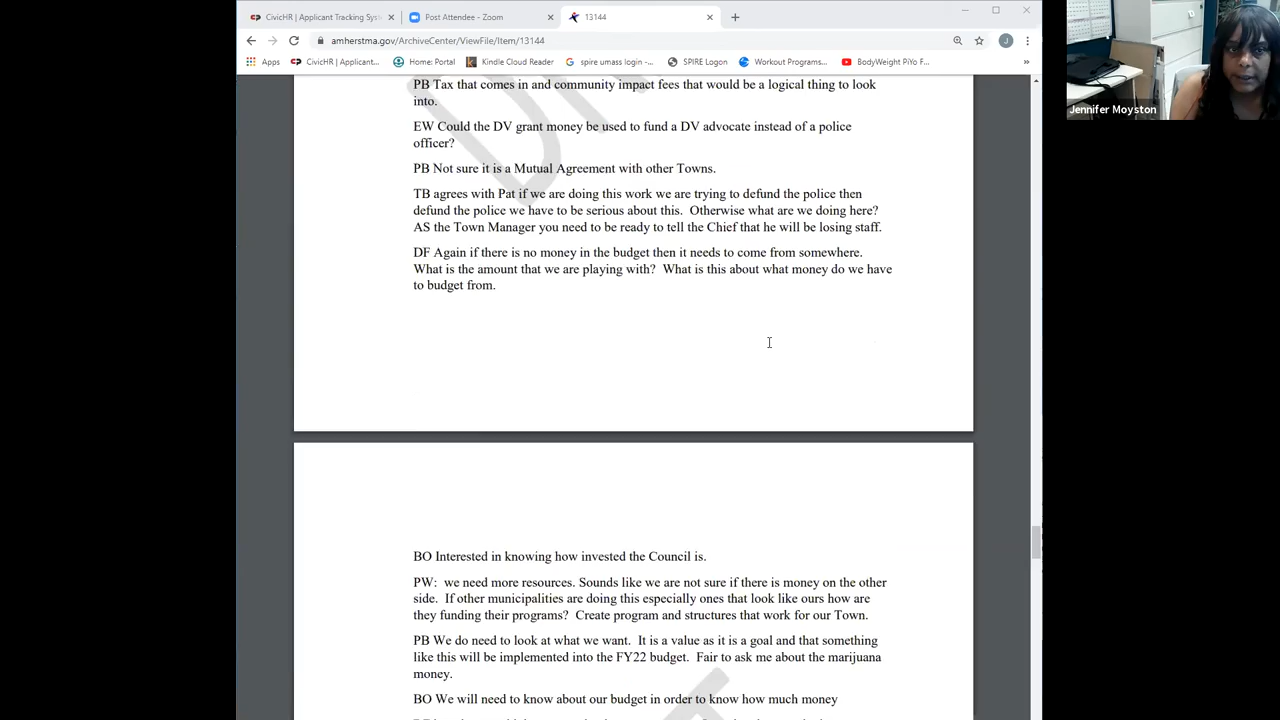 CivicHR | Applicant Tracking Syst
Post Attendee - Zoom
13144
amherstma.gov/ArchiveCenter/ViewFile/Item/13144
Apps
CivicHR | Applicant...
Home: Portal
Kindle Cloud Reader
spire umass login -...
SPIRE Logon
Workout Programs...
BodyWeight PiYo F...
Jennifer Moyston
PB Tax that comes in and community impact fees that would be a logical thing to look
into.
EW Could the DV grant money be used to fund a DV advocate instead of a police
officer?
PB Not sure it is a Mutual Agreement with other Towns.
TB agrees with Pat if we are doing this work we are trying to defund the police then
defund the police we have to be serious about this. Otherwise what are we doing here?
AS the Town Manager you need to be ready to tell the Chief that he will be losing staff.
DF Again if there is no money in the budget then it needs to come from somewhere.
What is the amount that we are playing with? What is this about what money do we have
to budget from.
BO Interested in knowing how invested the Council is.
PW: we need more resources. Sounds like we are not sure if there is money on the other
side. If other municipalities are doing this especially ones that look like ours how are
they funding their programs? Create program and structures that work for our Town.
PB We do need to look at what we want. It is a value as it is a goal and that something
like this will be implemented into the FY22 budget. Fair to ask me about the marijuana
money.
BO We will need to know about our budget in order to know how much money